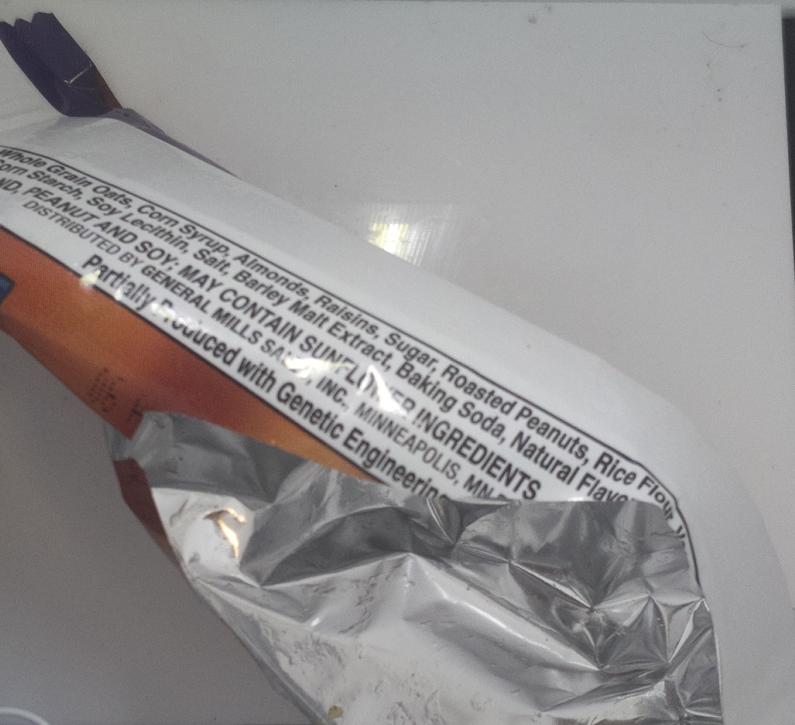 Whole Grain Oats, Corn Syrup, Almonds, Raisins, Sugar, Roasted Peanuts, Rice Flour,
Corn Starch, Soy Lecithin, Salt, Barley Malt Extract, Baking Soda, Natural
PEANUT AND SOY; MAY CONTAIN SUNFLOWER INGREDIENTS
DISTRIBUTED BY GENERAL MILLS SALES, INC., MINNEAPOLIS, MN
Partially Produced with Genetic Engineering